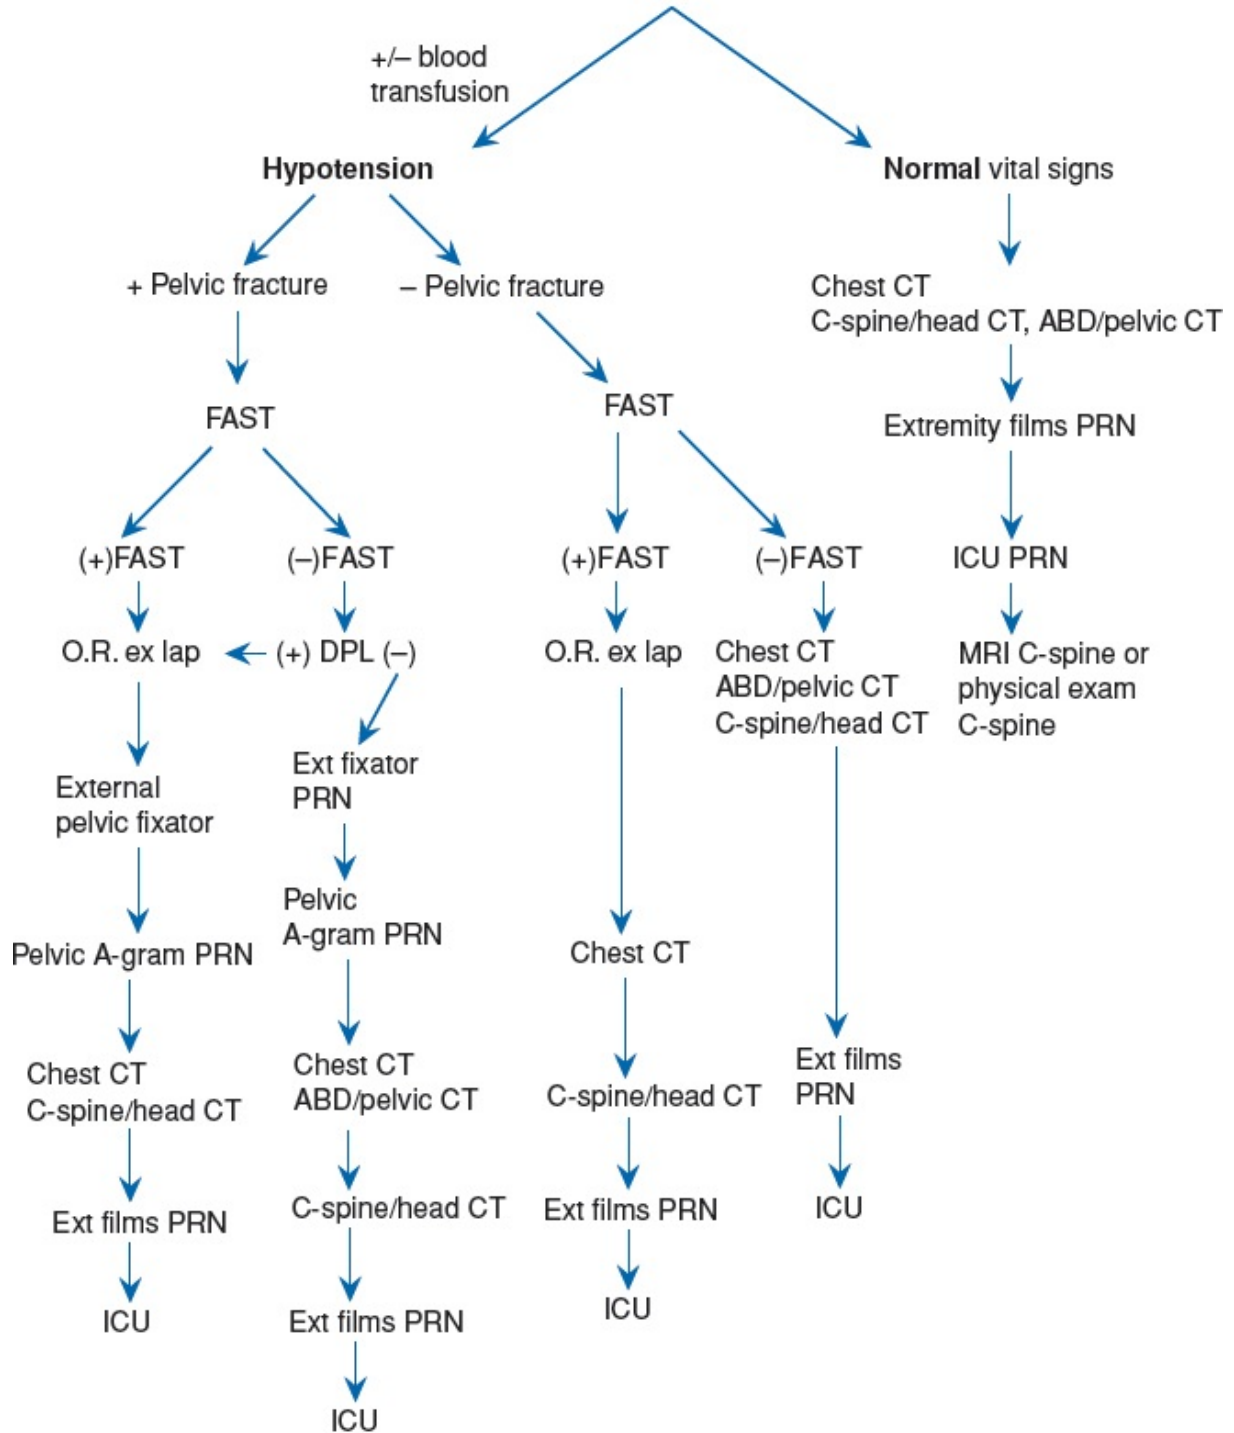 +/– blood
transfusion
Hypotension
Normal vital signs
+ Pelvic fracture
– Pelvic fracture
Chest CT
C-spine/head CT, ABD/pelvic CT
FAST
FAST
Extremity films PRN
(+)FAST
(–)FAST
(+)FAST
(–)FAST
ICU PRN
O.R. ex lap
(+) DPL (–)
O.R. ex lap
Chest CT
ABD/pelvic CT
C-spine/head CT
MRI C-spine or
physical exam
C-spine
External
pelvic fixator
Ext fixator
PRN
Pelvic A-gram PRN
Pelvic
A-gram PRN
Chest CT
Chest CT
C-spine/head CT
Chest CT
ABD/pelvic CT
C-spine/head CT
Ext films
PRN
Ext films PRN
C-spine/head CT
Ext films PRN
ICU
ICU
Ext films PRN
ICU
ICU